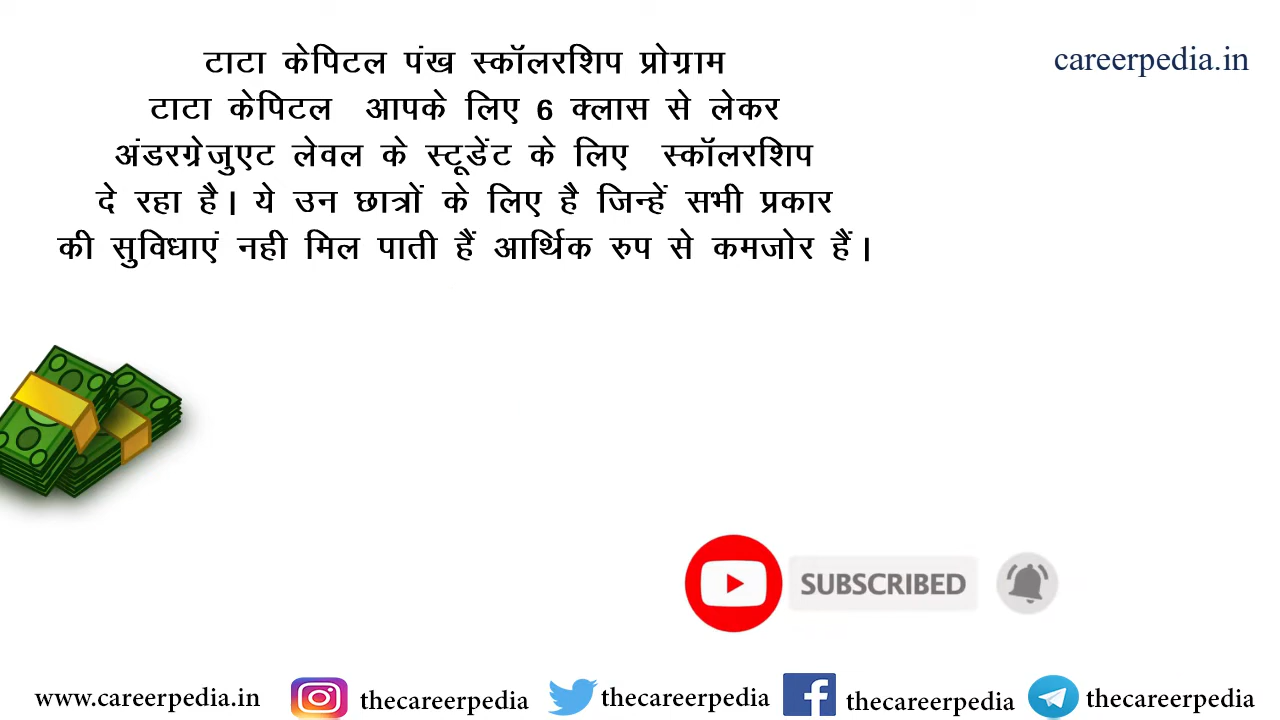 टाटा केपिटल पंख स्कॉलरशिप प्रोग्राम
careerpedia.in
टाटा केपिटल आपके लिए 6 क्लास से लेकर
अंडरग्रेजुएट लेवल के स्टूडेंट के लिए स्कॉलरशिप
दे रहा है। ये उन छात्रों के लिए है जिन्हें सभी प्रकार
की सुविधाएं नही मिल पाती हैं आर्थिक रुप से कमजोर हैं।
SUBSCRIBED
www.careerpedia.in thecareerpedia thecareerpedia thecareerpedia thecareerpedia